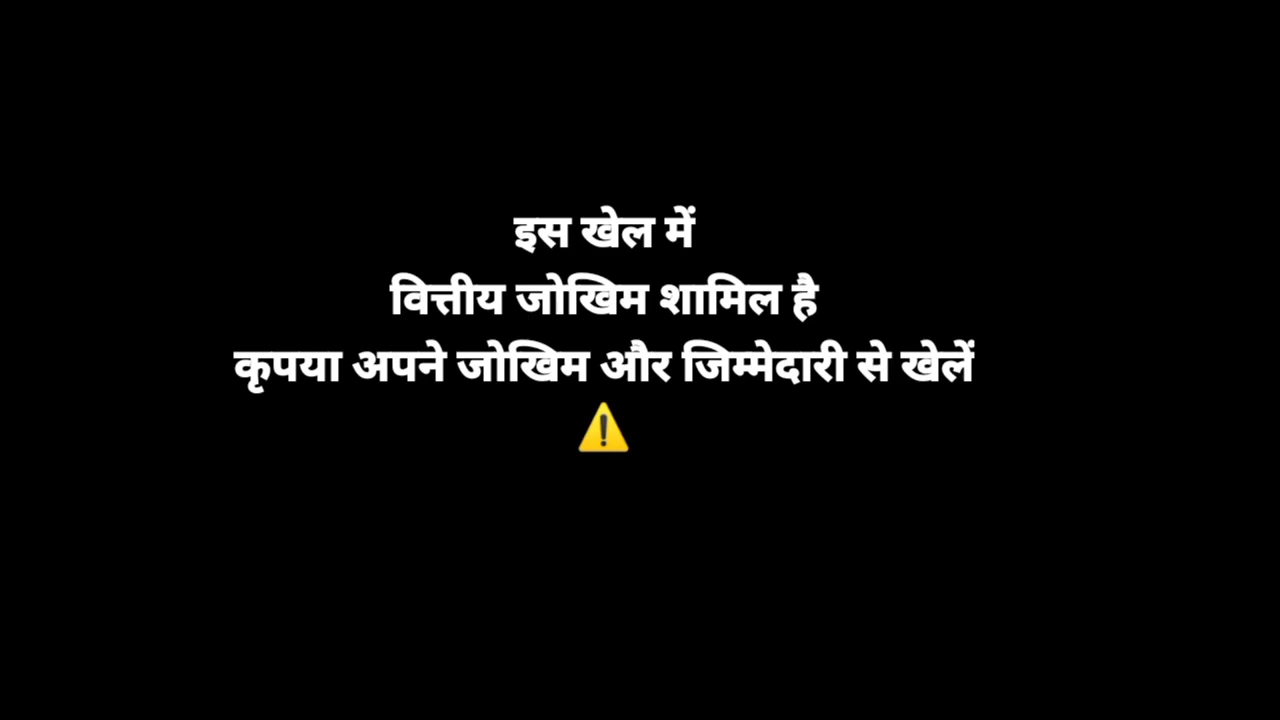 इस खेल में
वित्तीय जोखिम शामिल है
कृपया अपने जोखिम और जिम्मेदारी से खेलें
⚠️